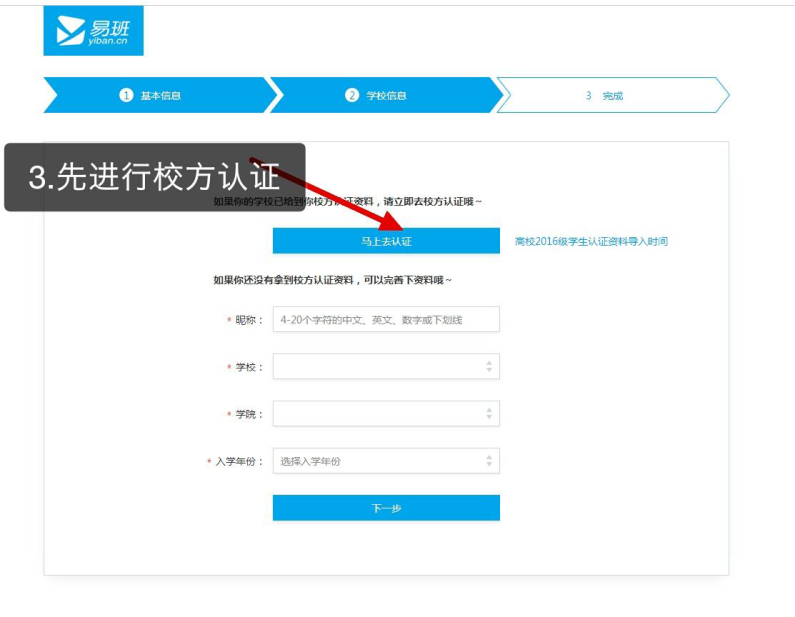 易班
yiban.cn
1 基本信息
2 学校信息
3 完成
3.先进行校方认证
如果你的学校已给到你校方认证资料，请立即去校方认证哦~
马上去认证
高校2016级学生认证资料导入时间
如果你还没有拿到校方认证资料，可以完善下资料哦~
* 昵称： 4-20个字符的中文、英文、数字或下划线
* 学校：
* 学院：
* 入学年份： 选择入学年份
下一步